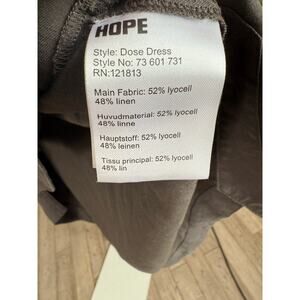 HOPE
Style: Dose Dress
Style No: 73 601 731
RN:121813
Main Fabric: 52% lyocell
48% linen
Huvudmaterial: 52% lyocell
48% linne
Hauptstoff: 52% lyocell
48% leinen
Tissu principal: 52% lyocell
48% lin